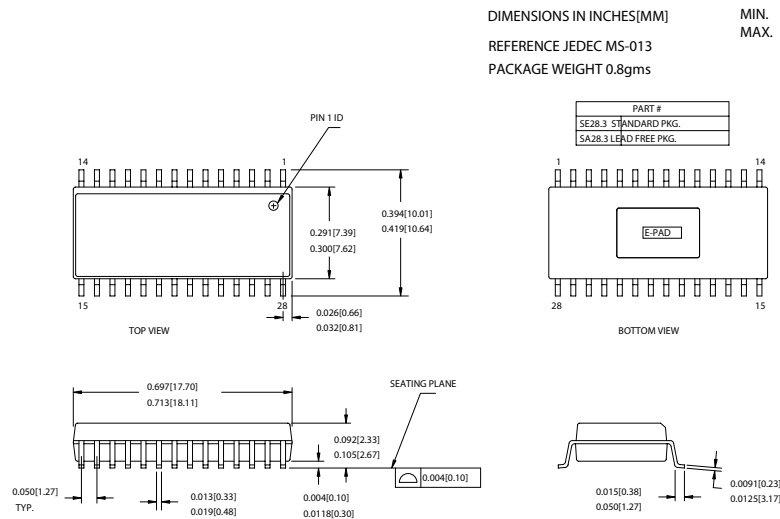 DIMENSIONS IN INCHES[MM] MIN.
MAX.
REFERENCE JEDEC MS-013
PACKAGE WEIGHT 0.8gms
PART #
SE28.3 STANDARD PKG.
SA28.3 LEAD FREE PKG.
PIN 1 ID
14 1
0.394[10.01]
0.419[10.64]
0.291[7.39]
0.300[7.62]
15 28
0.026[0.66]
0.032[0.81]
TOP VIEW
1 14
E-PAD
28 15
BOTTOM VIEW
0.697[17.70]
0.713[18.11]
SEATING PLANE
0.092[2.33]
0.105[2.67]
0.004[0.10]
0.050[1.27]
TYP.
0.013[0.33]
0.019[0.48]
0.004[0.10]
0.0118[0.30]
0.015[0.38]
0.050[1.27]
0.0091[0.23]
0.0125[3.17]